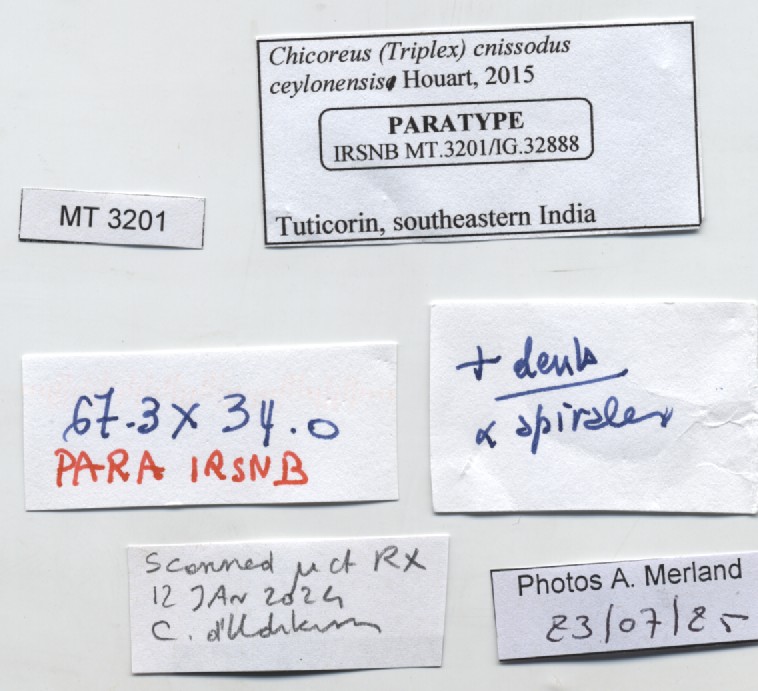 Chicoreus (Triplex) cnissodus
ceylonensis Houart, 2015
PARATYPE
IRSNB MT.3201/IG.32888
Tuticorin, southeastern India
MT 3201
67.3 x 34.0
PARA IRSNB
+ dents
α spirales
Scanned µct RX
12 JAN 2024
C. d'Udekem
Photos A. Merland
23/07/25